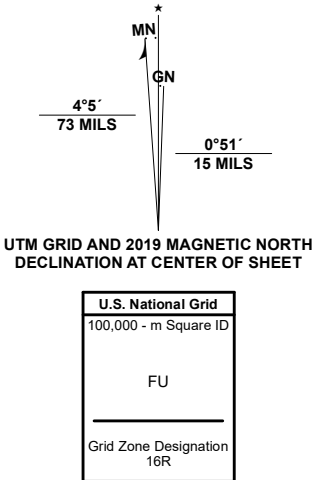 MN
GN
4°5´
73 MILS
0°51´
15 MILS
UTM GRID AND 2019 MAGNETIC NORTH
DECLINATION AT CENTER OF SHEET
U.S. National Grid
100,000 - m Square ID
FU
Grid Zone Designation
16R